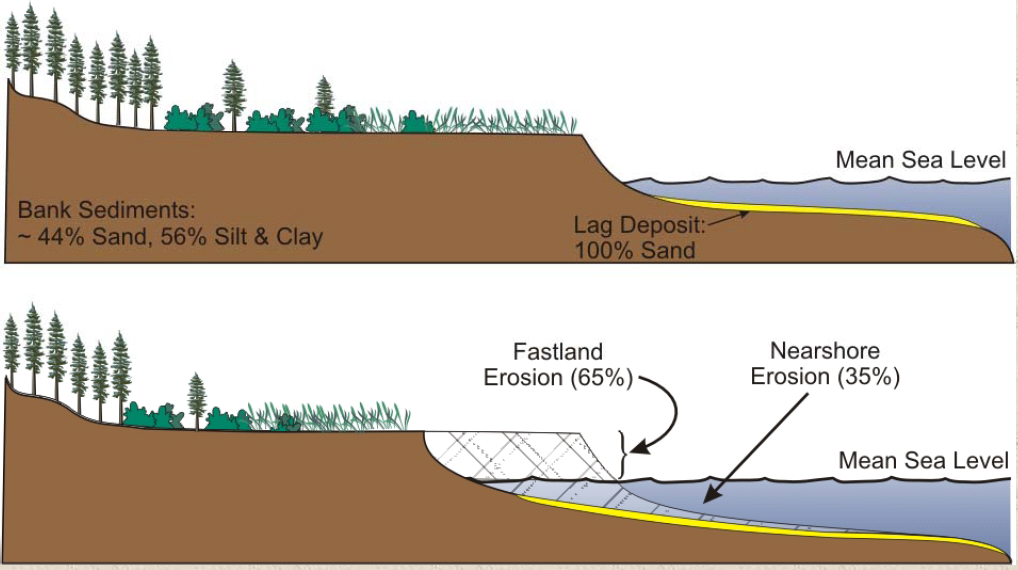 Mean Sea Level
Bank Sediments:
~ 44% Sand, 56% Silt & Clay
Lag Deposit:
100% Sand
Fastland
Erosion (65%)
Nearshore
Erosion (35%)
Mean Sea Level